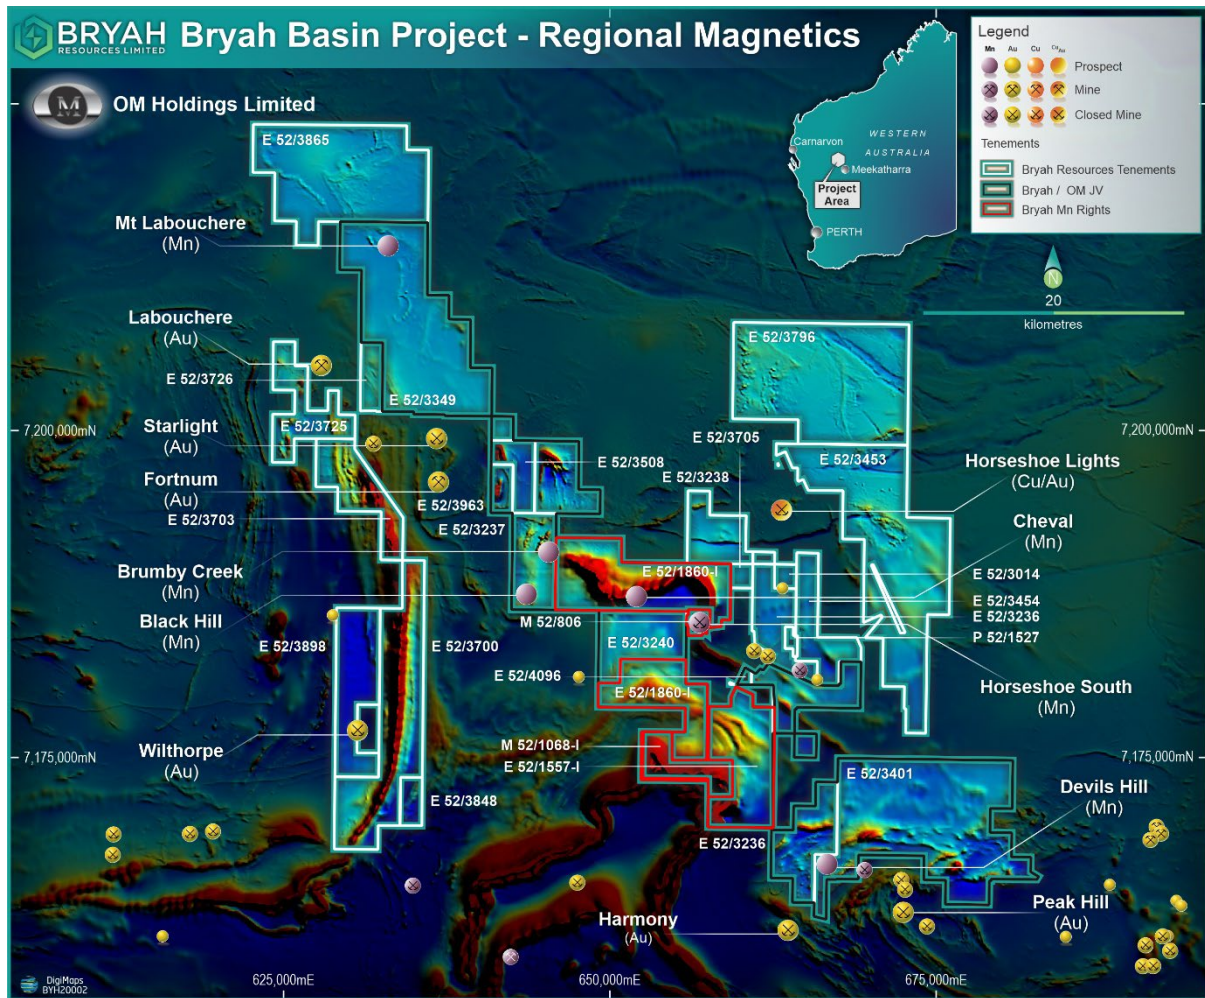 BRYAH
RESOURCES LIMITED
Bryah Basin Project - Regional Magnetics
M
OM Holdings Limited
Legend
Mn Au Cu Cu Au
Prospect
Mine
Closed Mine
Tenements
Bryah Resources Tenements
Bryah / OM JV
Bryah Mn Rights
WESTERN
AUSTRALIA
Carnarvon
Meekatharra
Project
Area
PERTH
N
20
kilometres
E 52/3865
Mt Labouchere
(Mn)
Labouchere
(Au)
E 52/3726
E 52/3349
E 52/3796
7,200,000mN
Starlight
(Au)
E 52/3725
E 52/3705
7,200,000mN
E 52/3508
E 52/3453
Horseshoe Lights
(Cu/Au)
E 52/3238
Fortnum
(Au)
E 52/3963
E 52/3703
E 52/3237
Cheval
(Mn)
Brumby Creek
(Mn)
E 52/1860-I
E 52/3014
E 52/3454
E 52/3236
P 52/1527
Black Hill
(Mn)
M 52/806
E 52/3898
E 52/3700
E 52/3240
E 52/4096
E 52/1860-I
Horseshoe South
(Mn)
Wilthorpe
(Au)
M 52/1068-I
E 52/1557-I
7,175,000mN
7,175,000mN
E 52/3401
Devils Hill
(Mn)
E 52/3848
E 52/3236
Harmony
(Au)
Peak Hill
(Au)
625,000mE
650,000mE
675,000mE
DigiMaps
BYH20002